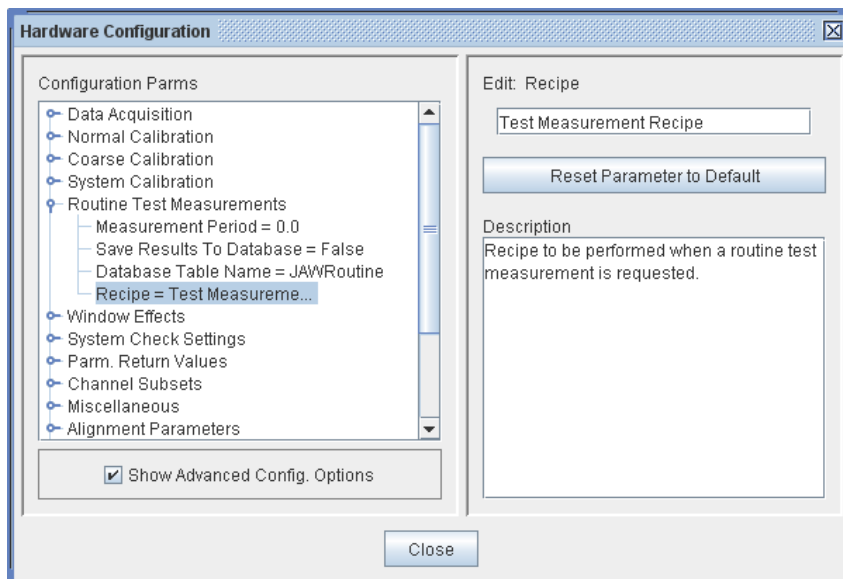 Hardware Configuration
Configuration Parms
Data Acquisition
Normal Calibration
Coarse Calibration
System Calibration
Routine Test Measurements
Measurement Period = 0.0
Save Results To Database = False
Database Table Name = JAWRoutine
Recipe = Test Measureme...
Window Effects
System Check Settings
Parm. Return Values
Channel Subsets
Miscellaneous
Alignment Parameters
Show Advanced Config. Options
Edit: Recipe
Test Measurement Recipe
Reset Parameter to Default
Description
Recipe to be performed when a routine test
measurement is requested.
Close